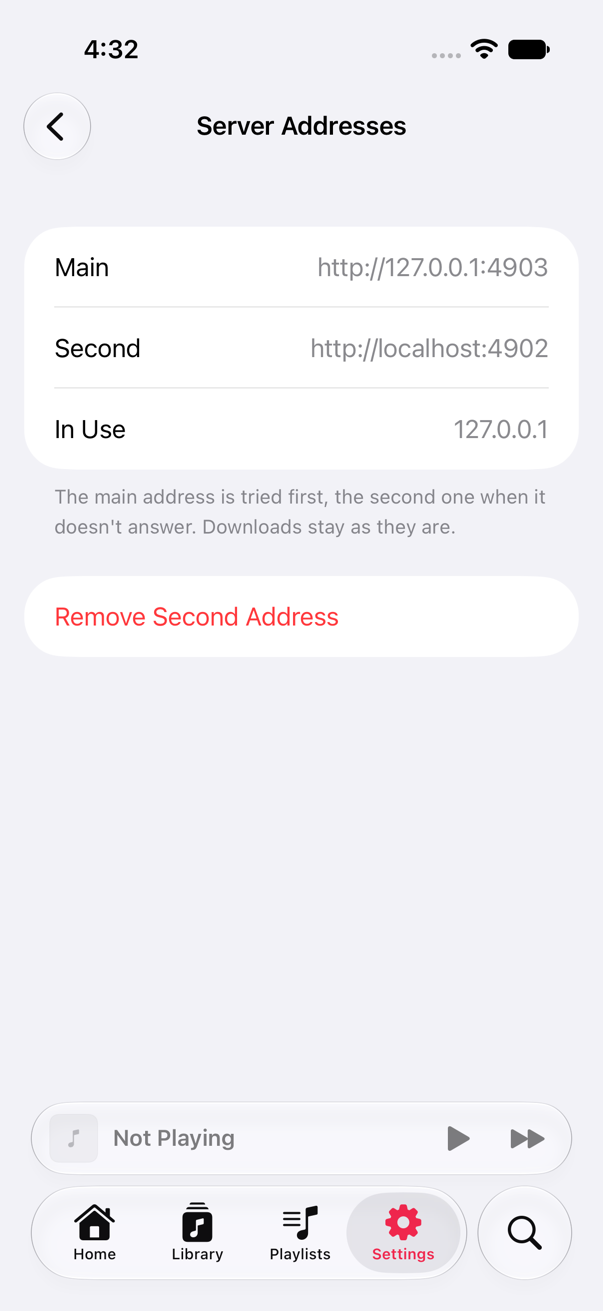 4:32
Server Addresses
Main http://127.0.0.1:4903
Second http://localhost:4902
In Use 127.0.0.1
The main address is tried first, the second one when it
doesn't answer. Downloads stay as they are.
Remove Second Address
Not Playing
Home Library Playlists Settings